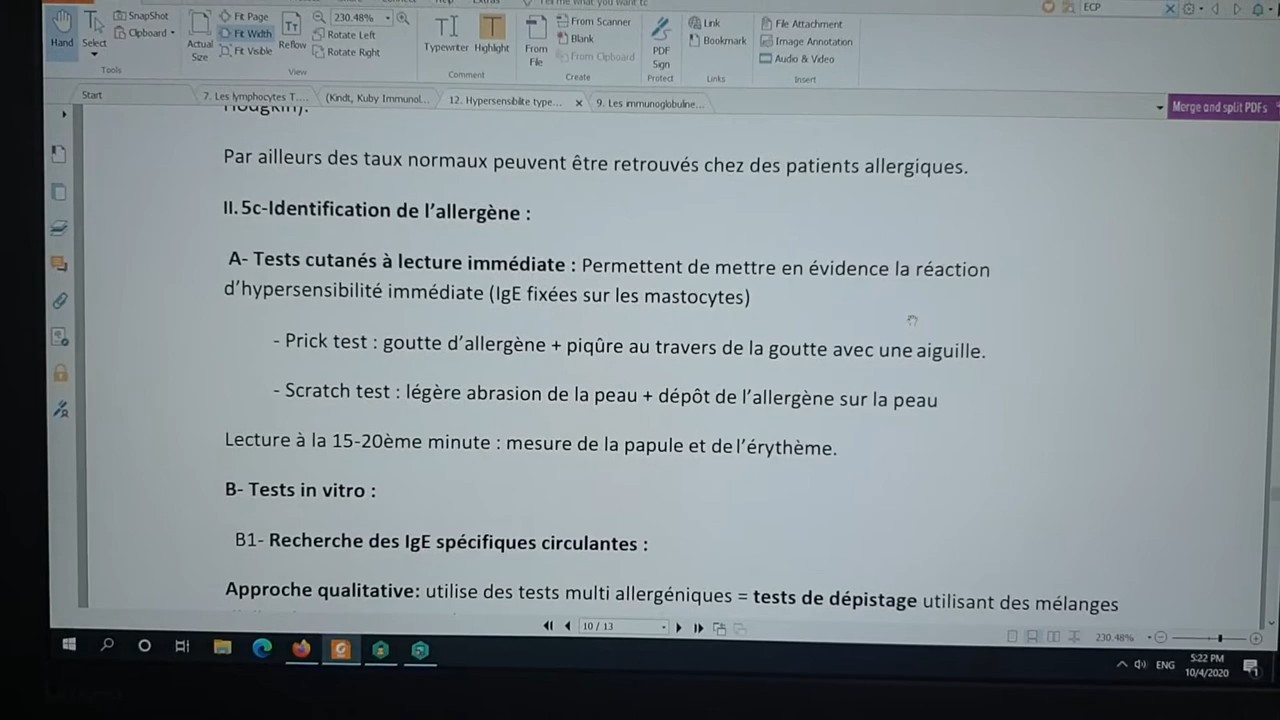 ECP
SnapShot
Fit Page
230.48%
From Scanner
Link
File Attachment
Clipboard
Fit Width
Rotate Left
Blank
Bookmark
Image Annotation
Hand
Select
Actual Size
Fit Visible
Reflow
Rotate Right
Typewriter
Highlight
From File
From Clipboard
PDF Sign
Audio & Video
Tools
View
Comment
Create
Protect
Links
Insert
Start
7. Les lymphocytes T...
(Kindt, Kuby Immunol...
12. Hypersensibilite type...
9. Les immunoglobulne...
Merge and split PDFs
Hodgkin).
Par ailleurs des taux normaux peuvent être retrouvés chez des patients allergiques.
II. 5c-Identification de l'allergène :
A- Tests cutanés à lecture immédiate : Permettent de mettre en évidence la réaction
d'hypersensibilité immédiate (IgE fixées sur les mastocytes)
- Prick test : goutte d'allergène + piqûre au travers de la goutte avec une aiguille.
- Scratch test : légère abrasion de la peau + dépôt de l'allergène sur la peau
Lecture à la 15-20ème minute : mesure de la papule et de l'érythème.
B- Tests in vitro :
B1- Recherche des IgE spécifiques circulantes :
Approche qualitative: utilise des tests multi allergéniques = tests de dépistage utilisant des mélanges
10 / 13
230.48%
ENG
5:22 PM
10/4/2020